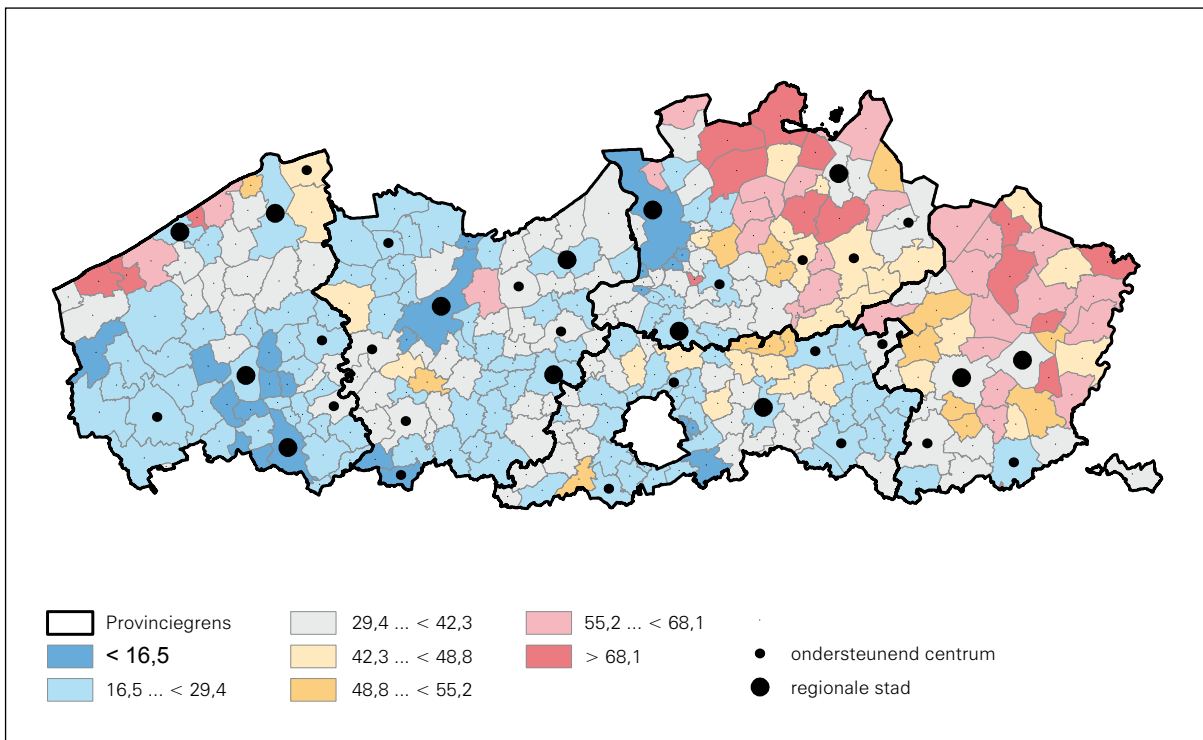 Provinciegrens
< 16,5
16,5 ... < 29,4
29,4 ... < 42,3
42,3 ... < 48,8
48,8 ... < 55,2
55,2 ... < 68,1
> 68,1
ondersteunend centrum
regionale stad